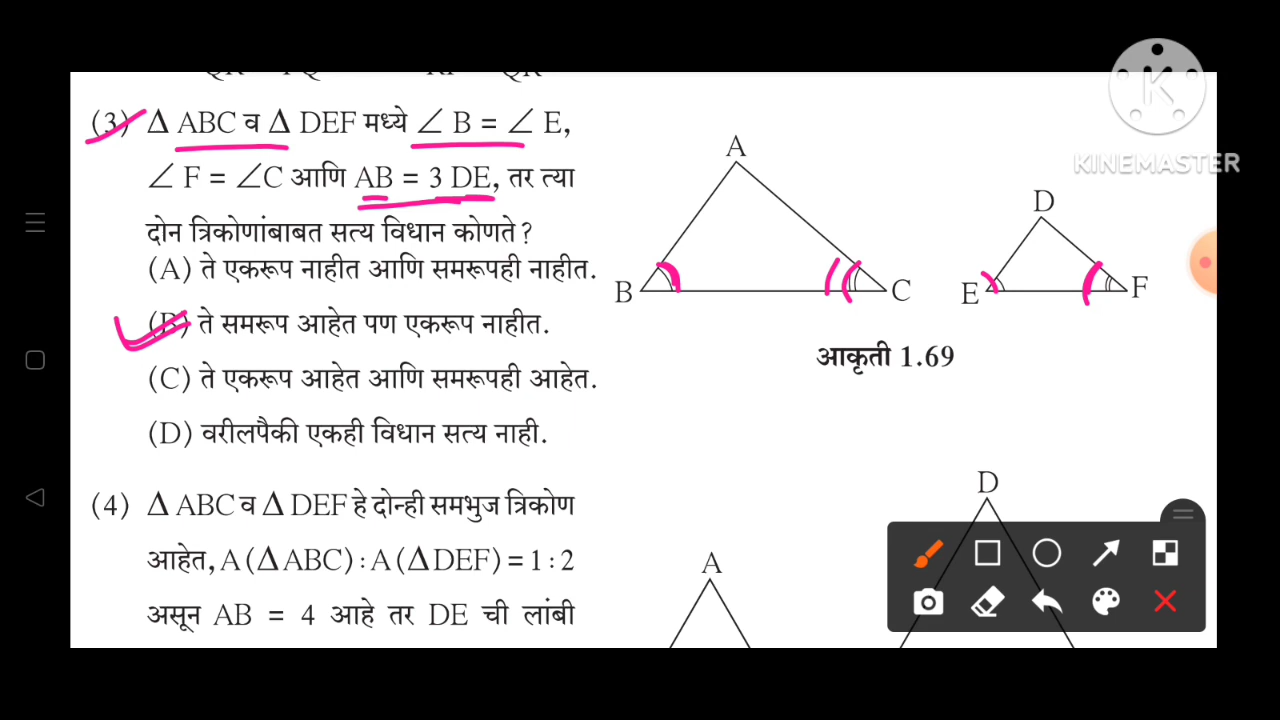 (3) Δ ABC व Δ DEF मध्ये ∠ B = ∠ E,
∠ F = ∠C आणि AB = 3 DE, तर त्या
दोन त्रिकोणांबाबत सत्य विधान कोणते ?
(A) ते एकरूप नाहीत आणि समरूपही नाहीत.
(B) ते समरूप आहेत पण एकरूप नाहीत.
(C) ते एकरूप आहेत आणि समरूपही आहेत.
(D) वरीलपैकी एकही विधान सत्य नाही.
A
B
C
D
E
F
आकृती 1.69
(4) Δ ABC व Δ DEF हे दोन्ही समभुज त्रिकोण
आहेत, A (Δ ABC) : A (Δ DEF) = 1 : 2
असून AB = 4 आहे तर DE ची लांबी
A
D
K
KINEMASTER